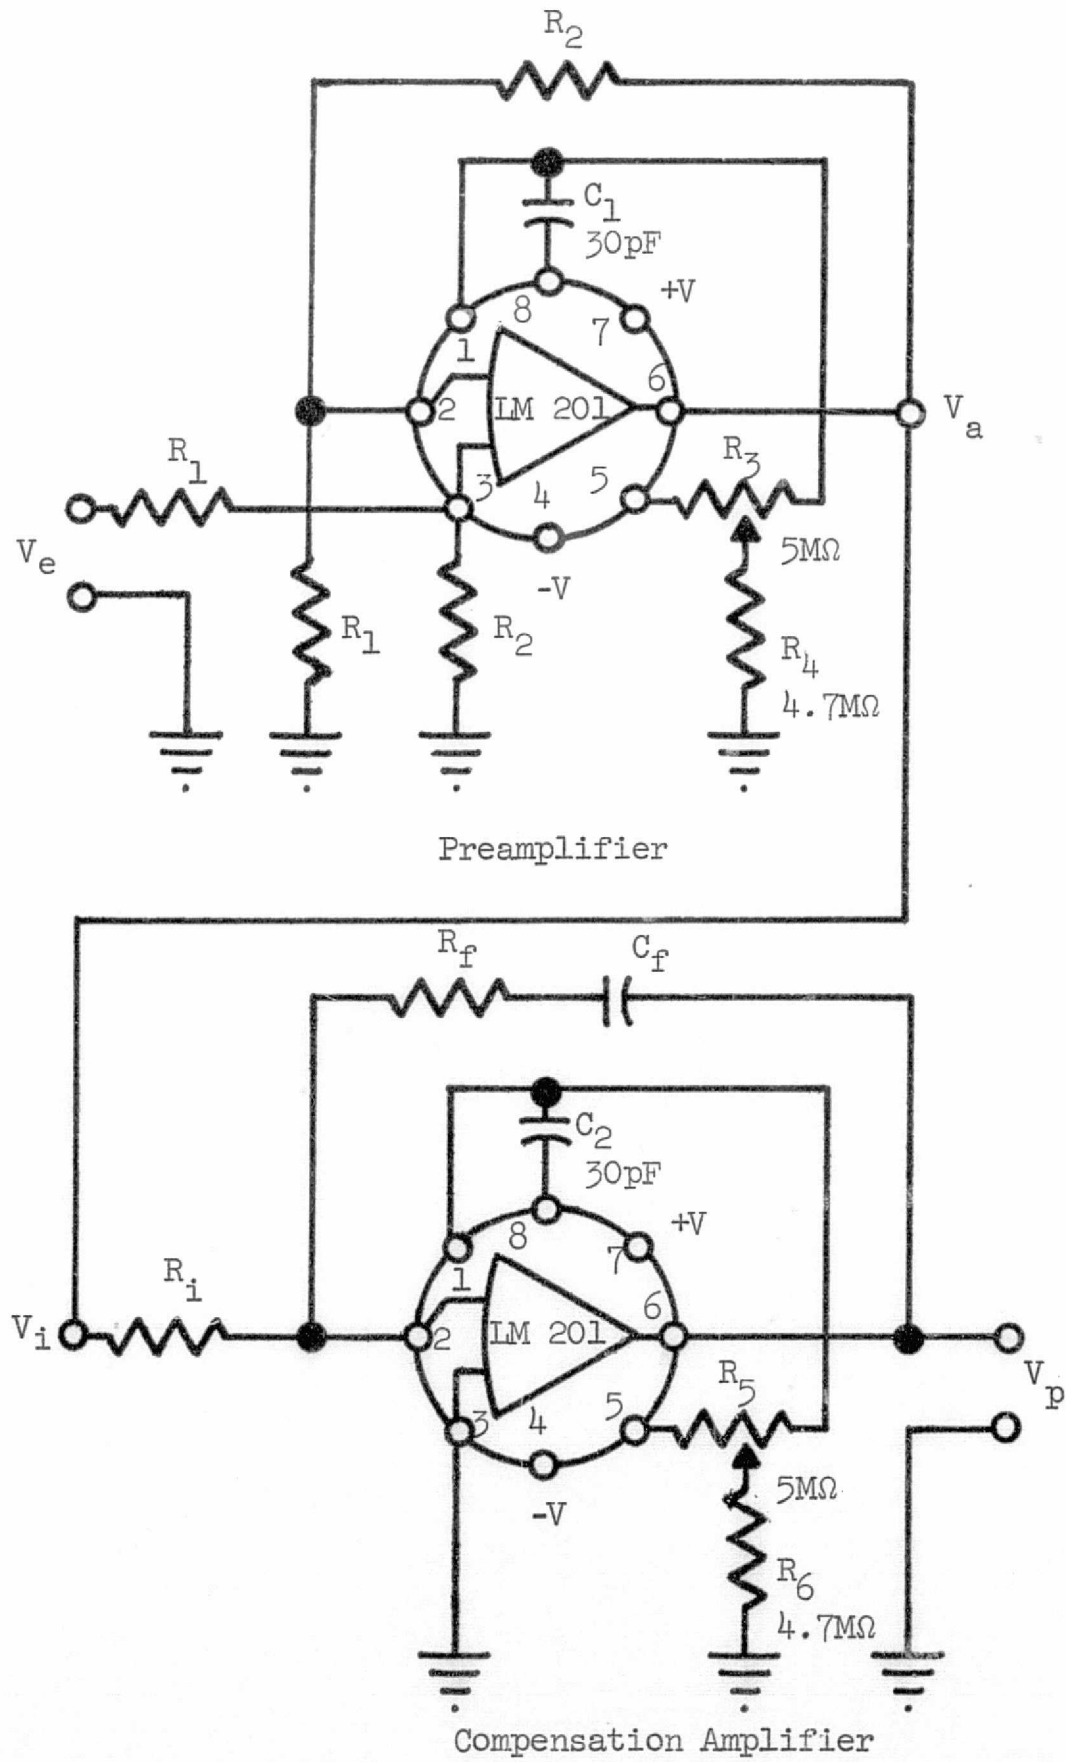 R2
C1
30pF
+V
8
7
1
6
2
LM 201
Va
R1
3
4
5
R3
Ve
5MΩ
-V
R1
R2
R4
4.7MΩ
Preamplifier
Rf
Cf
C2
30pF
+V
8
7
1
Ri
6
Vi
2
LM 201
R5
Vp
3
4
5
5MΩ
-V
R6
4.7MΩ
Compensation Amplifier